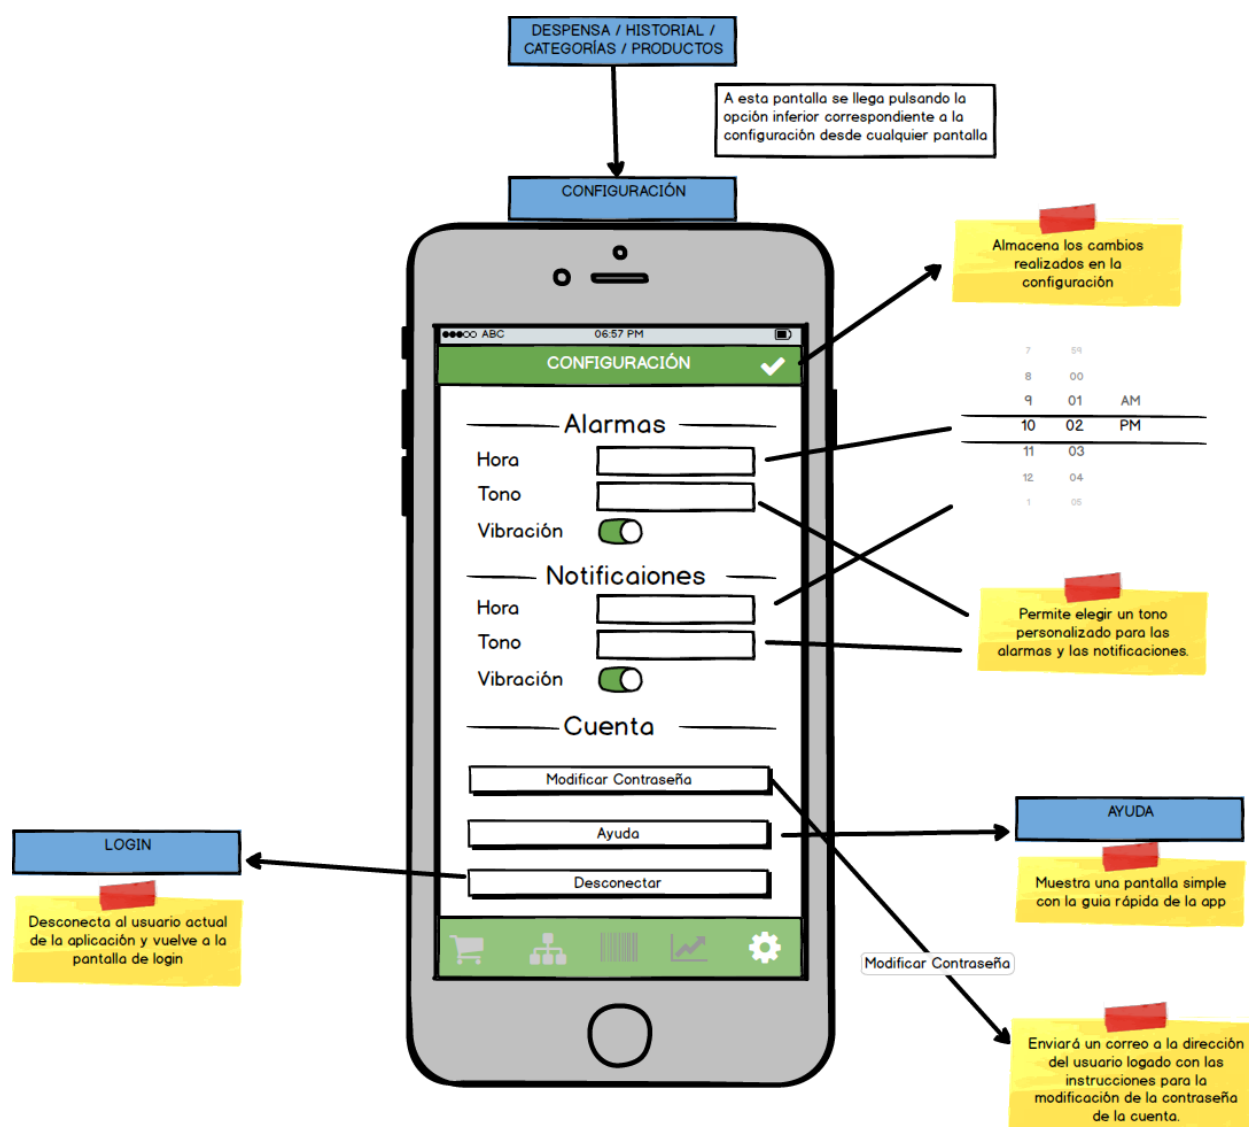 DESPENSA / HISTORIAL /
CATEGORÍAS / PRODUCTOS
A esta pantalla se llega pulsando la
opción inferior correspondiente a la
configuración desde cualquier pantalla
CONFIGURACIÓN
Almacena los cambios
realizados en la
configuración
ABC 06:57 PM
CONFIGURACIÓN
7 59
8 00
9 01 AM
10 02 PM
11 03
12 04
1 05
Alarmas
Hora
Tono
Vibración
Notificaiones
Hora
Tono
Vibración
Permite elegir un tono
personalizado para las
alarmas y las notificaciones.
Cuenta
Modificar Contraseña
Ayuda
Desconectar
LOGIN
Desconecta al usuario actual
de la aplicación y vuelve a la
pantalla de login
AYUDA
Muestra una pantalla simple
con la guia rápida de la app
Modificar Contraseña
Enviará un correo a la dirección
del usuario logado con las
instrucciones para la
modificación de la contraseña
de la cuenta.